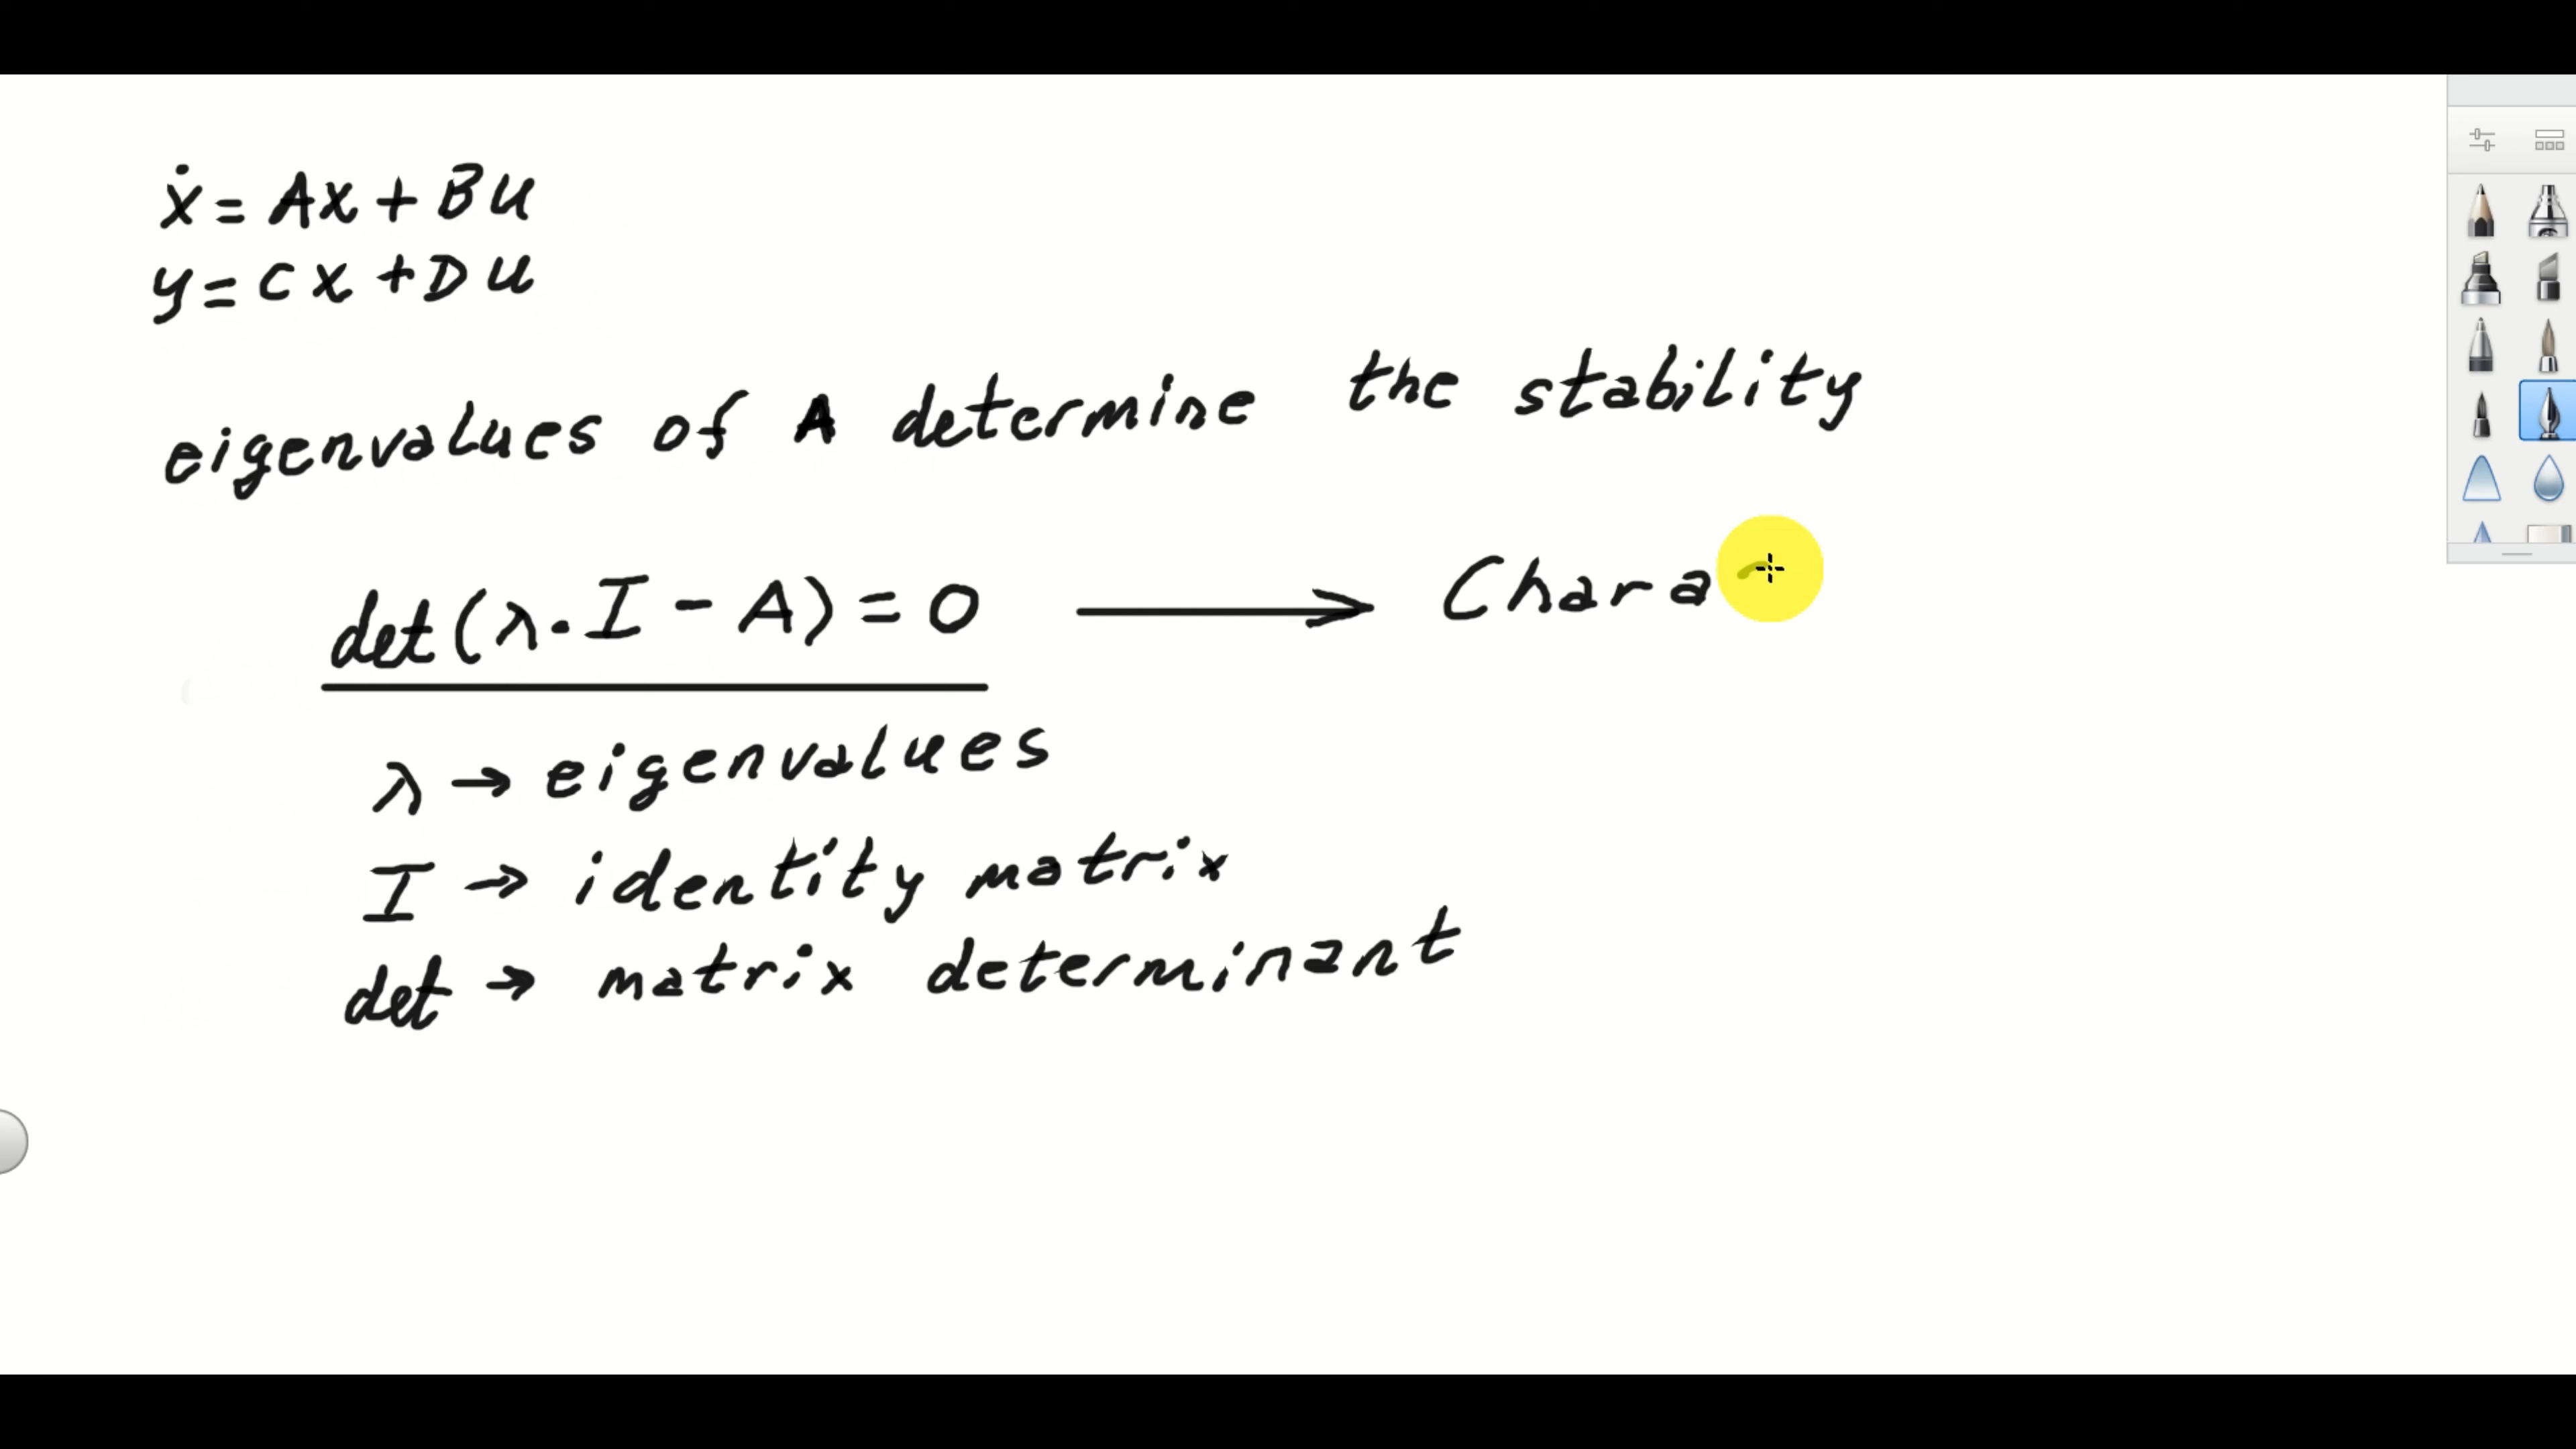 ẋ = Ax + Bu
y = Cx + Du
eigenvalues of A determine the stability
det(λ·I - A) = 0 ⟶ Chara
λ → eigenvalues
I → identity matrix
det → matrix determinant